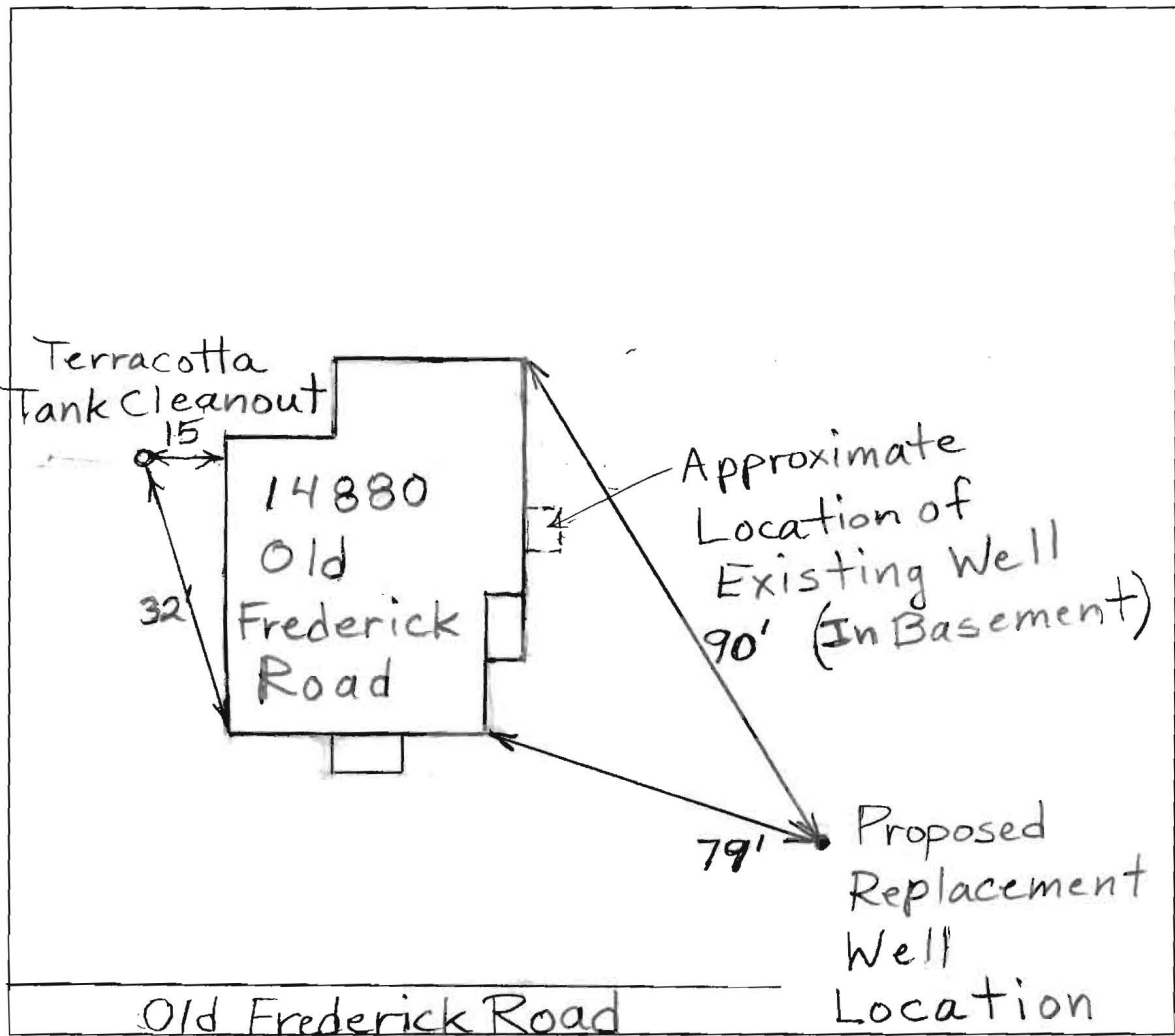 Terracotta
Tank Cleanout
15
32'
14880
Old
Frederick
Road
Approximate
Location of
Existing Well
(In Basement)
90'
79'
Proposed
Replacement
Well
Location
Old Frederick Road